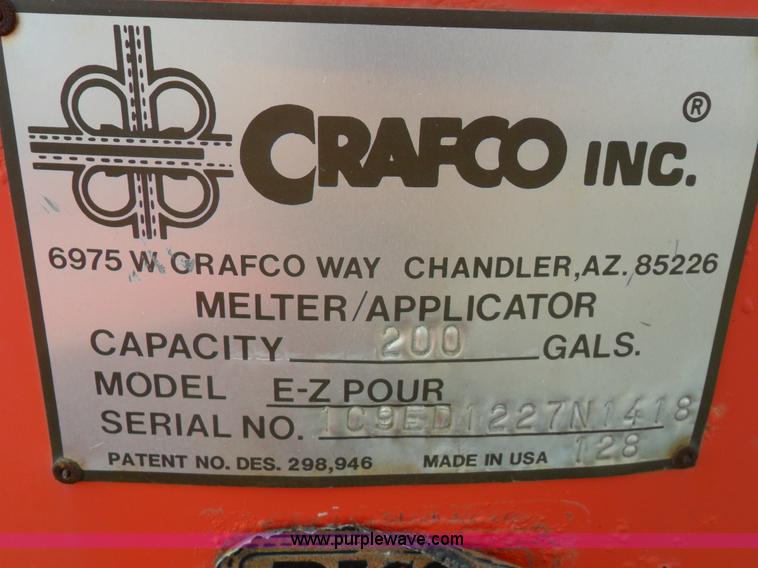 CRAFCO INC.®
6975 W CRAFCO WAY CHANDLER, AZ. 85226
MELTER/APPLICATOR
CAPACITY 200 GALS.
MODEL E-Z POUR
SERIAL NO. 1C9ED1227N1418
128
PATENT NO. DES. 298,946 MADE IN USA
www.purplewave.com